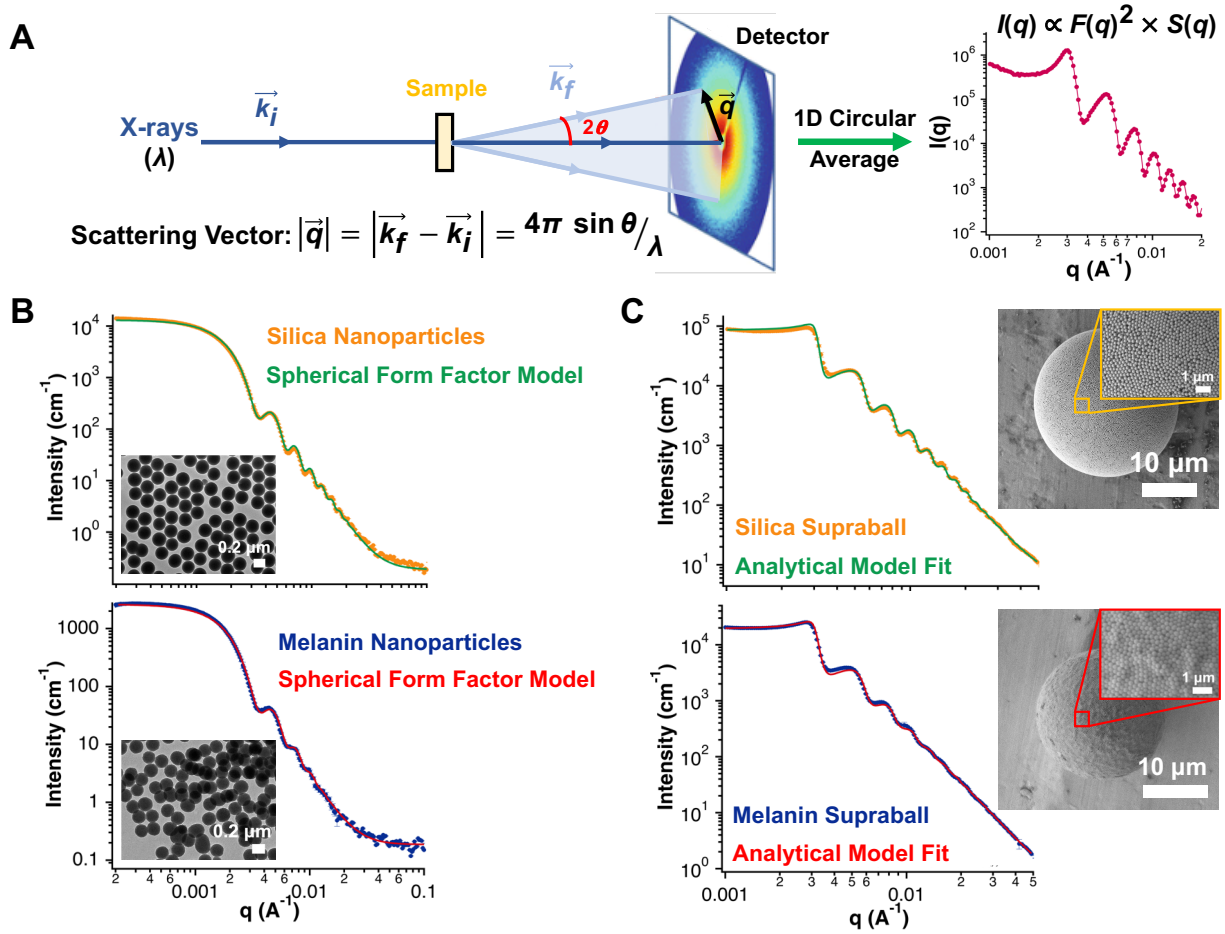 A
X-rays
(λ)
k_i
Sample
k_f
2θ
Detector
q
1D Circular
Average
I(q) ∝ F(q)² × S(q)
I(q)
10⁶
10⁵
10⁴
10³
10²
0.001
2
3
4
5
6
7
0.01
2
q (A⁻¹)
Scattering Vector: |q| = |k_f − k_i| = 4π sin θ/λ
B
Intensity (cm⁻¹)
10⁴
10³
10²
10¹
10⁰
Silica Nanoparticles
Spherical Form Factor Model
0.2 μm
Intensity (cm⁻¹)
1000
100
10
1
0.1
Melanin Nanoparticles
Spherical Form Factor Model
0.2 μm
2 4 6 0.001 2 4 6 0.01 2 4 6 0.1
q (A⁻¹)
C
Intensity (cm⁻¹)
10⁵
10⁴
10³
10²
10¹
Silica Supraball
Analytical Model Fit
1 μm
10 μm
Intensity (cm⁻¹)
10⁴
10³
10²
10¹
10⁰
Melanin Supraball
Analytical Model Fit
1 μm
10 μm
0.001 2 3 4 5 6 0.01 2 3 4 5
q (A⁻¹)